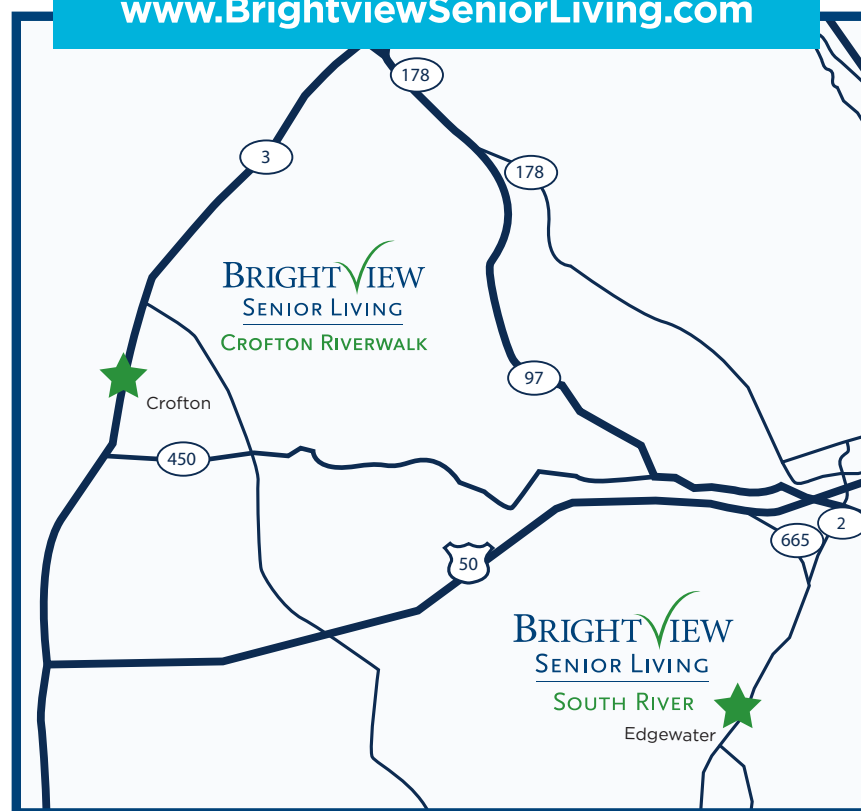 www.BrightviewSeniorLiving.com
178
3
178
BRIGHTVIEW
SENIOR LIVING
CROFTON RIVERWALK
97
Crofton
450
2
665
50
BRIGHTVIEW
SENIOR LIVING
SOUTH RIVER
Edgewater